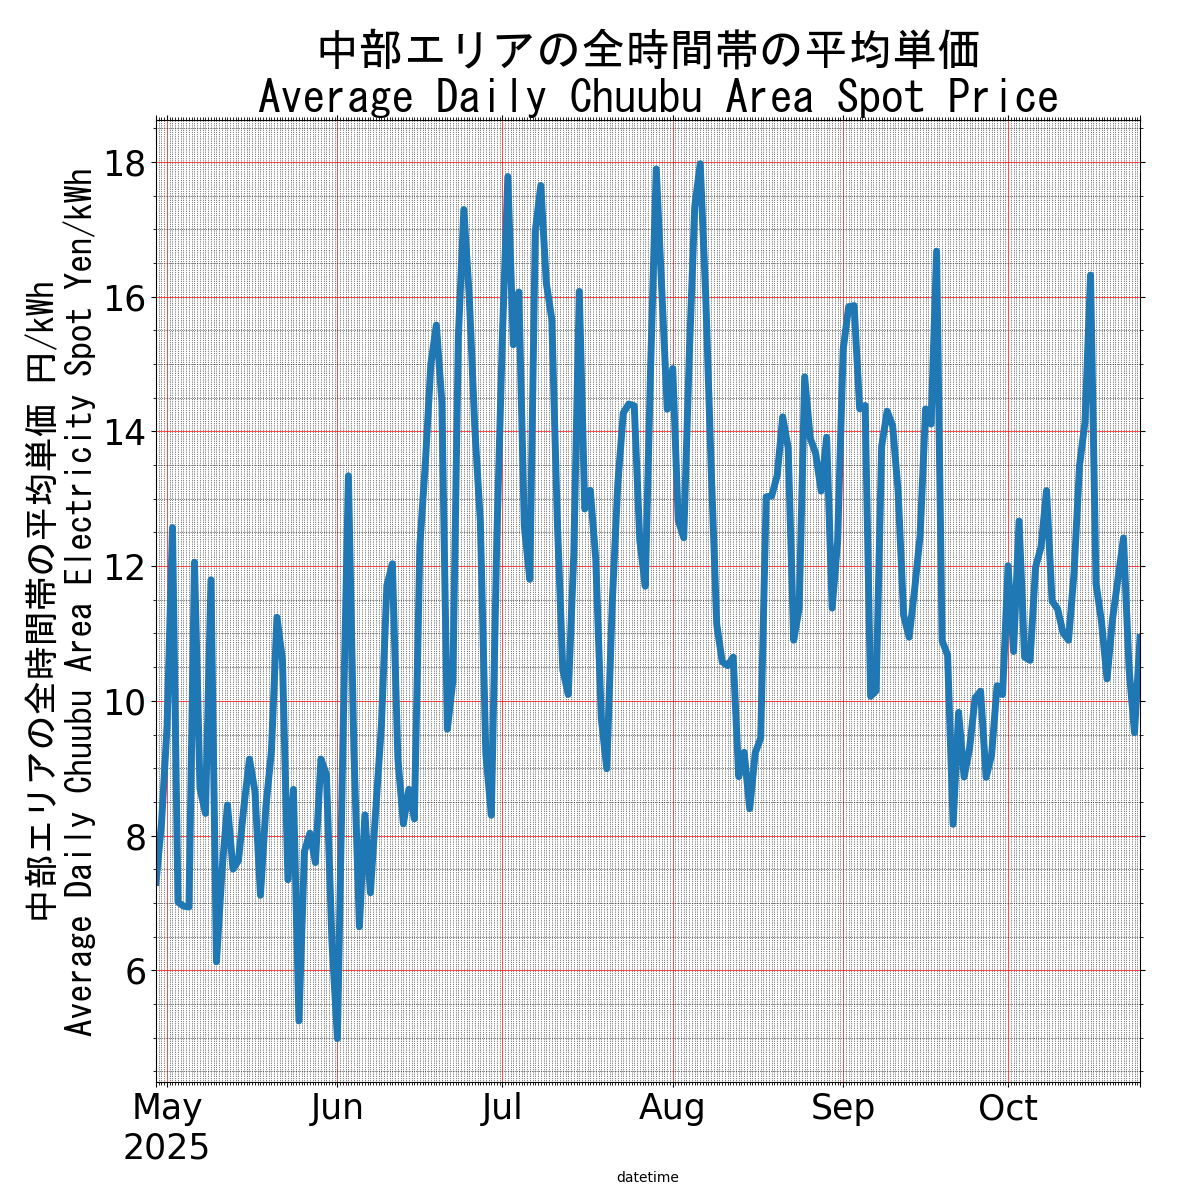 中部エリアの全時間帯の平均単価
Average Daily Chuubu Area Spot Price
中部エリアの全時間帯の平均単価 円/kWh
Average Daily Chuubu Area Electricity Spot Yen/kWh
18
16
14
12
10
8
6
May Jun Jul Aug Sep Oct
2025
datetime